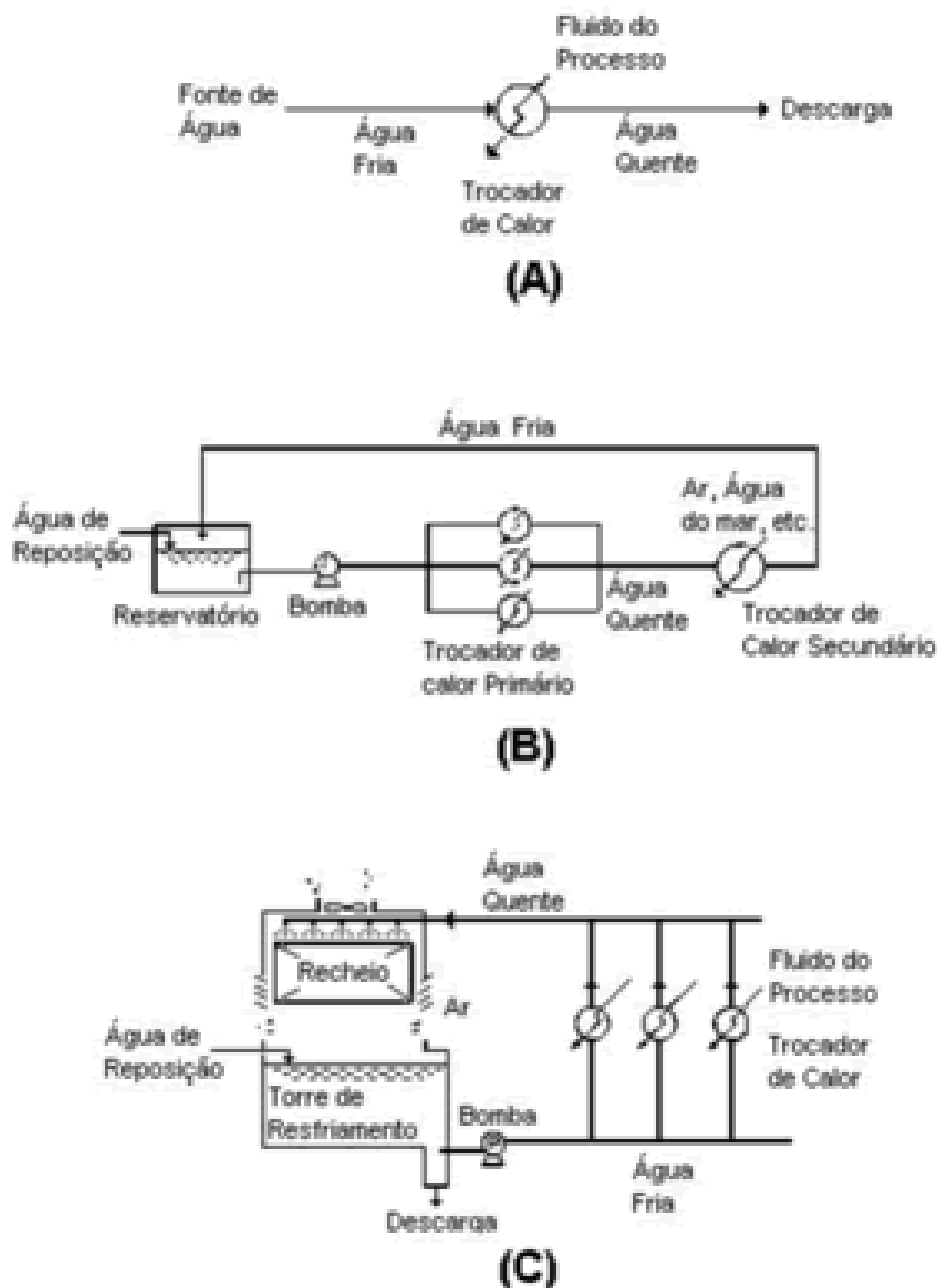 Fluido do
Processo
Fonte de
Água
Água
Fria
Água
Quente
Descarga
Trocador
de Calor
(A)
Água Fria
Ar, Água
do mar, etc.
Água de
Reposição
Reservatório
Bomba
Água
Quente
Trocador de
calor Primário
Trocador de
Calor Secundário
(B)
Água
Quente
Recheio
Ar
Fluido do
Processo
Água de
Reposição
Trocador
de Calor
Torre de
Resfriamento
Bomba
Água
Fria
Descarga
(C)